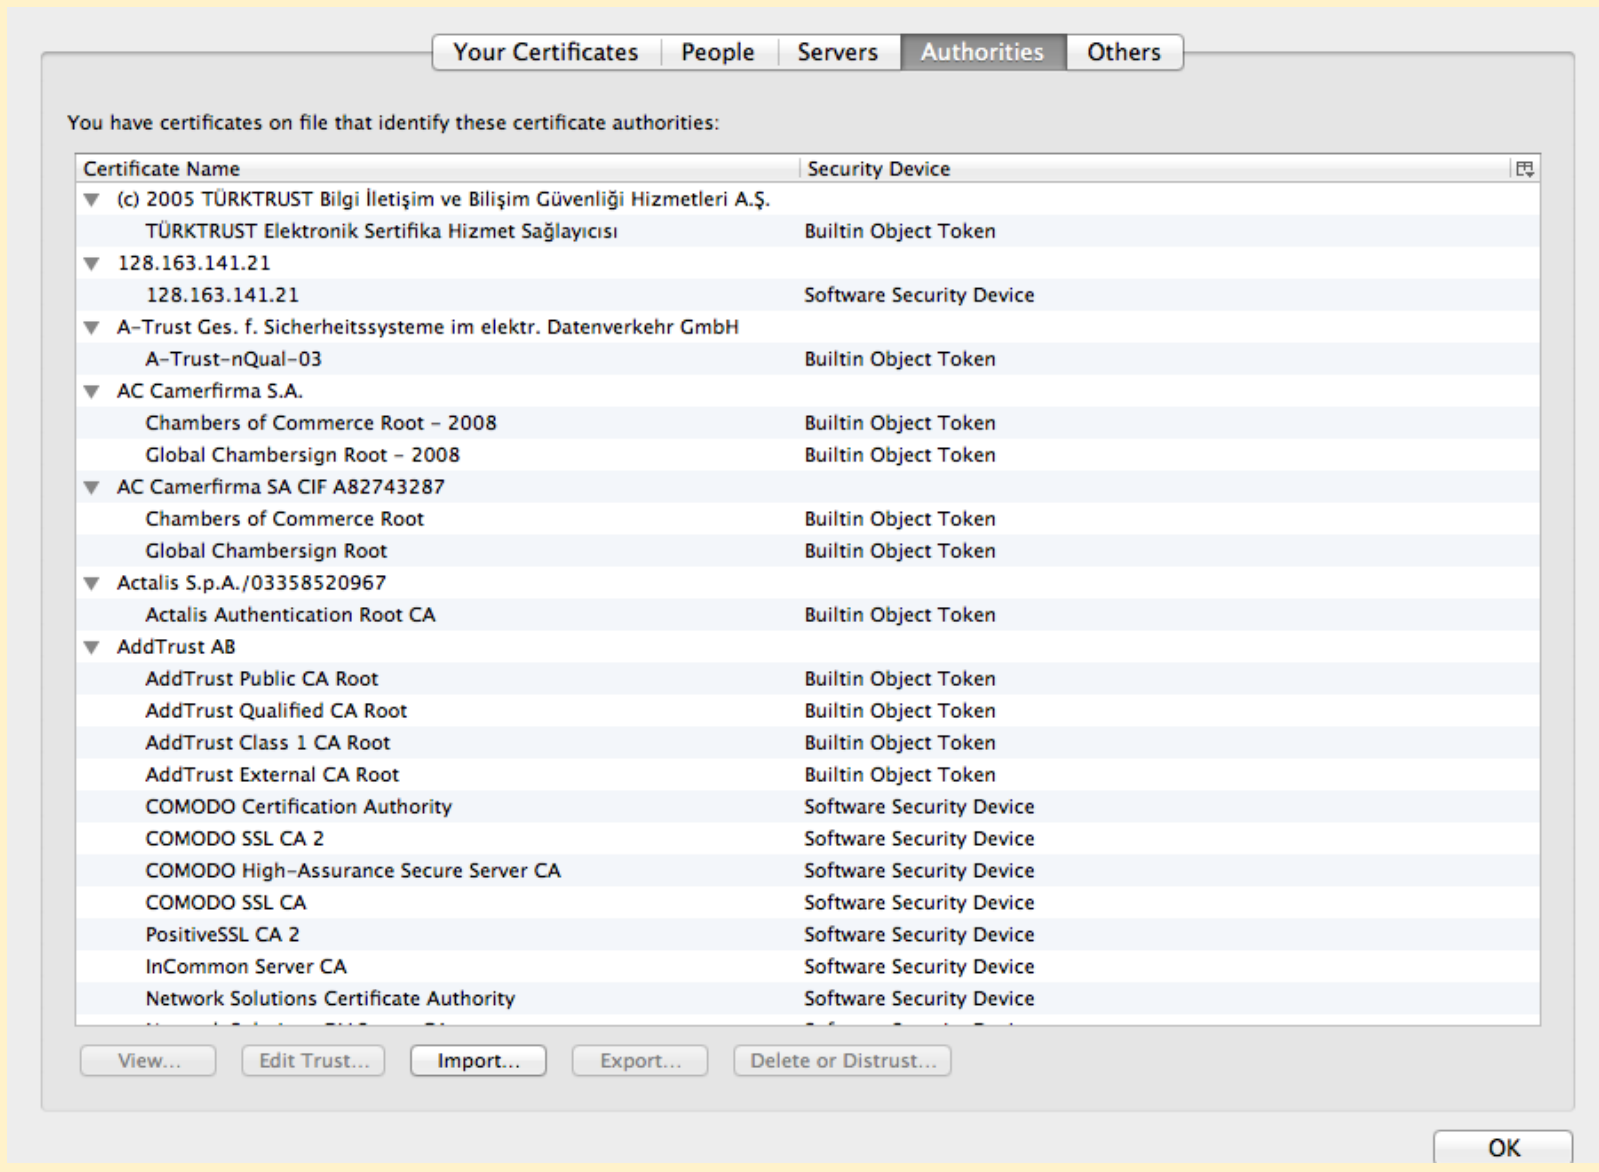 Your Certificates People Servers Authorities Others
You have certificates on file that identify these certificate authorities:
Certificate Name Security Device
(c) 2005 TÜRKTRUST Bilgi İletişim ve Bilişim Güvenliği Hizmetleri A.Ş.
TÜRKTRUST Elektronik Sertifika Hizmet Sağlayıcısı Builtin Object Token
128.163.141.21
128.163.141.21 Software Security Device
A-Trust Ges. f. Sicherheitssysteme im elektr. Datenverkehr GmbH
A-Trust-nQual-03 Builtin Object Token
AC Camerfirma S.A.
Chambers of Commerce Root - 2008 Builtin Object Token
Global Chambersign Root - 2008 Builtin Object Token
AC Camerfirma SA CIF A82743287
Chambers of Commerce Root Builtin Object Token
Global Chambersign Root Builtin Object Token
Actalis S.p.A./03358520967
Actalis Authentication Root CA Builtin Object Token
AddTrust AB
AddTrust Public CA Root Builtin Object Token
AddTrust Qualified CA Root Builtin Object Token
AddTrust Class 1 CA Root Builtin Object Token
AddTrust External CA Root Builtin Object Token
COMODO Certification Authority Software Security Device
COMODO SSL CA 2 Software Security Device
COMODO High-Assurance Secure Server CA Software Security Device
COMODO SSL CA Software Security Device
PositiveSSL CA 2 Software Security Device
InCommon Server CA Software Security Device
Network Solutions Certificate Authority Software Security Device
View... Edit Trust... Import... Export... Delete or Distrust...
OK